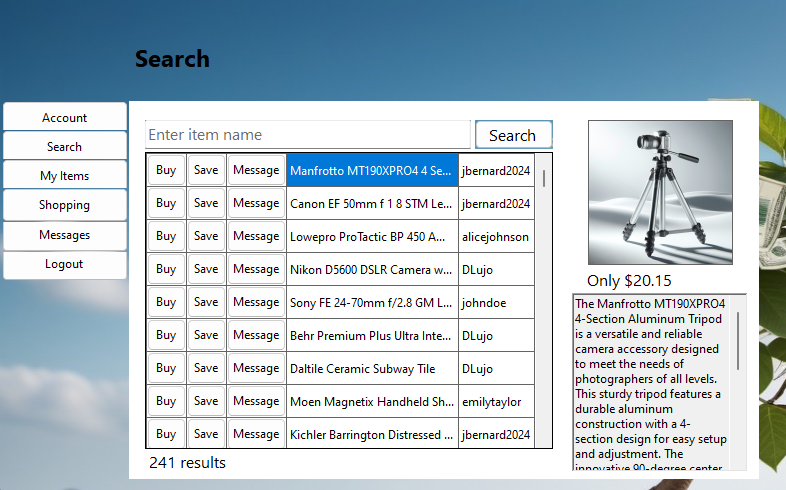 Search
Account
Search
My Items
Shopping
Messages
Logout
Enter item name
Search
Buy Save Message Manfrotto MT190XPRO4 4 Se... jbernard2024
Buy Save Message Canon EF 50mm f 1 8 STM Le... jbernard2024
Buy Save Message Lowepro ProTactic BP 450 A... alicejohnson
Buy Save Message Nikon D5600 DSLR Camera w... DLujo
Buy Save Message Sony FE 24-70mm f/2.8 GM L... johndoe
Buy Save Message Behr Premium Plus Ultra Inte... DLujo
Buy Save Message Daltile Ceramic Subway Tile DLujo
Buy Save Message Moen Magnetix Handheld Sh... emilytaylor
Buy Save Message Kichler Barrington Distressed ... jbernard2024
241 results
Only $20.15
The Manfrotto MT190XPRO4
4-Section Aluminum Tripod
is a versatile and reliable
camera accessory designed
to meet the needs of
photographers of all levels.
This sturdy tripod features a
durable aluminum
construction with a 4-
section design for easy setup
and adjustment. The
innovative 90-degree center